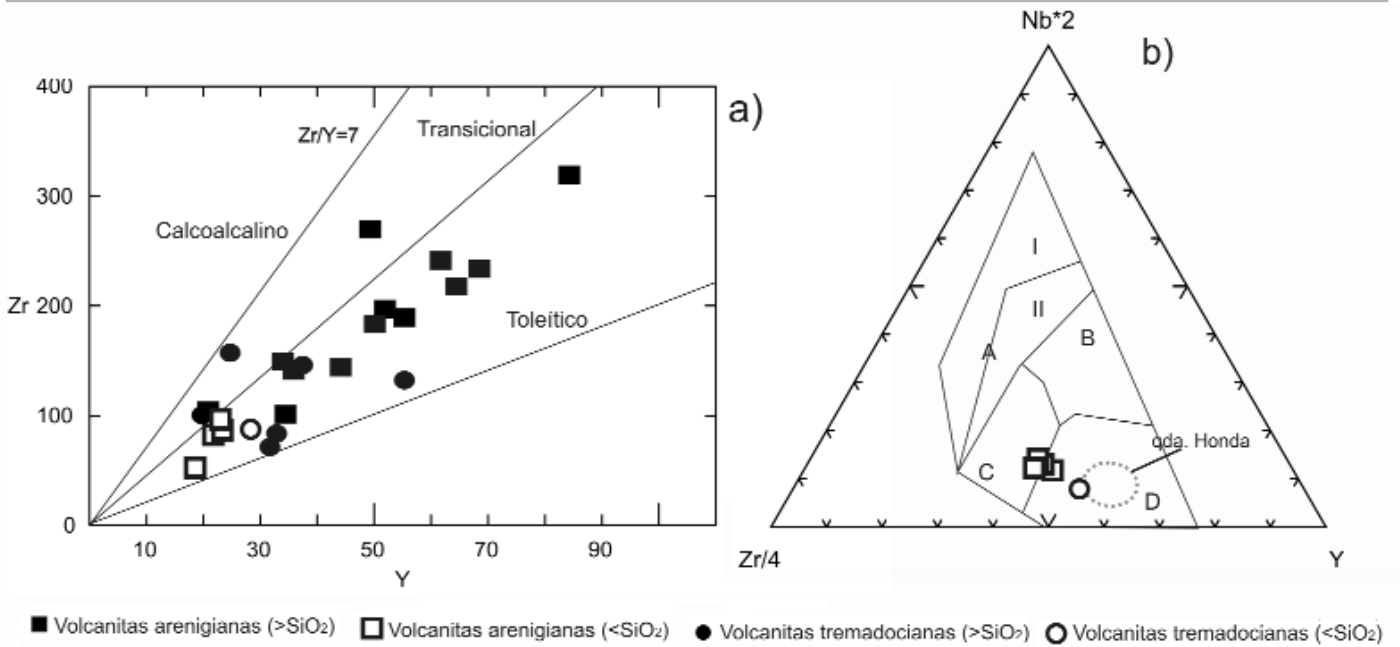 Nb*2
b)
400
a)
Zr/Y=7
Transicional
300
Calcoalcalino
I
II
Zr
200
Toleítico
B
A
100
qda. Honda
C
D
0
10
30
50
70
90
Y
Zr/4
Y
Volcanitas arenigianas (>SiO₂)
Volcanitas arenigianas (<SiO₂)
Volcanitas tremadocianas (>SiO₂)
Volcanitas tremadocianas (<SiO₂)